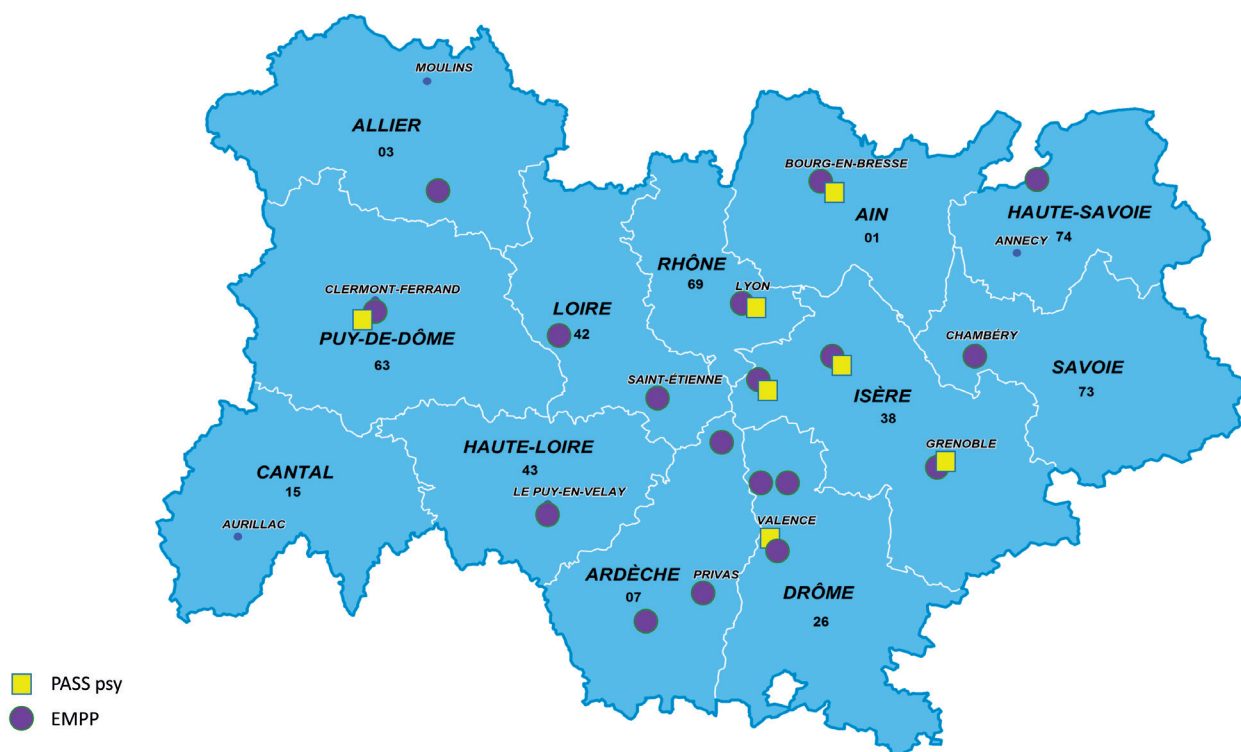 MOULINS
ALLIER
03
BOURG-EN-BRESSE
AIN
01
HAUTE-SAVOIE
74
ANNECY
RHÔNE
69
LYON
CLERMONT-FERRAND
PUY-DE-DÔME
63
LOIRE
42
CHAMBÉRY
SAVOIE
73
SAINT-ÉTIENNE
ISÈRE
38
HAUTE-LOIRE
43
GRENOBLE
CANTAL
15
LE PUY-EN-VELAY
AURILLAC
VALENCE
ARDÈCHE
07
PRIVAS
DRÔME
26
PASS psy
EMPP